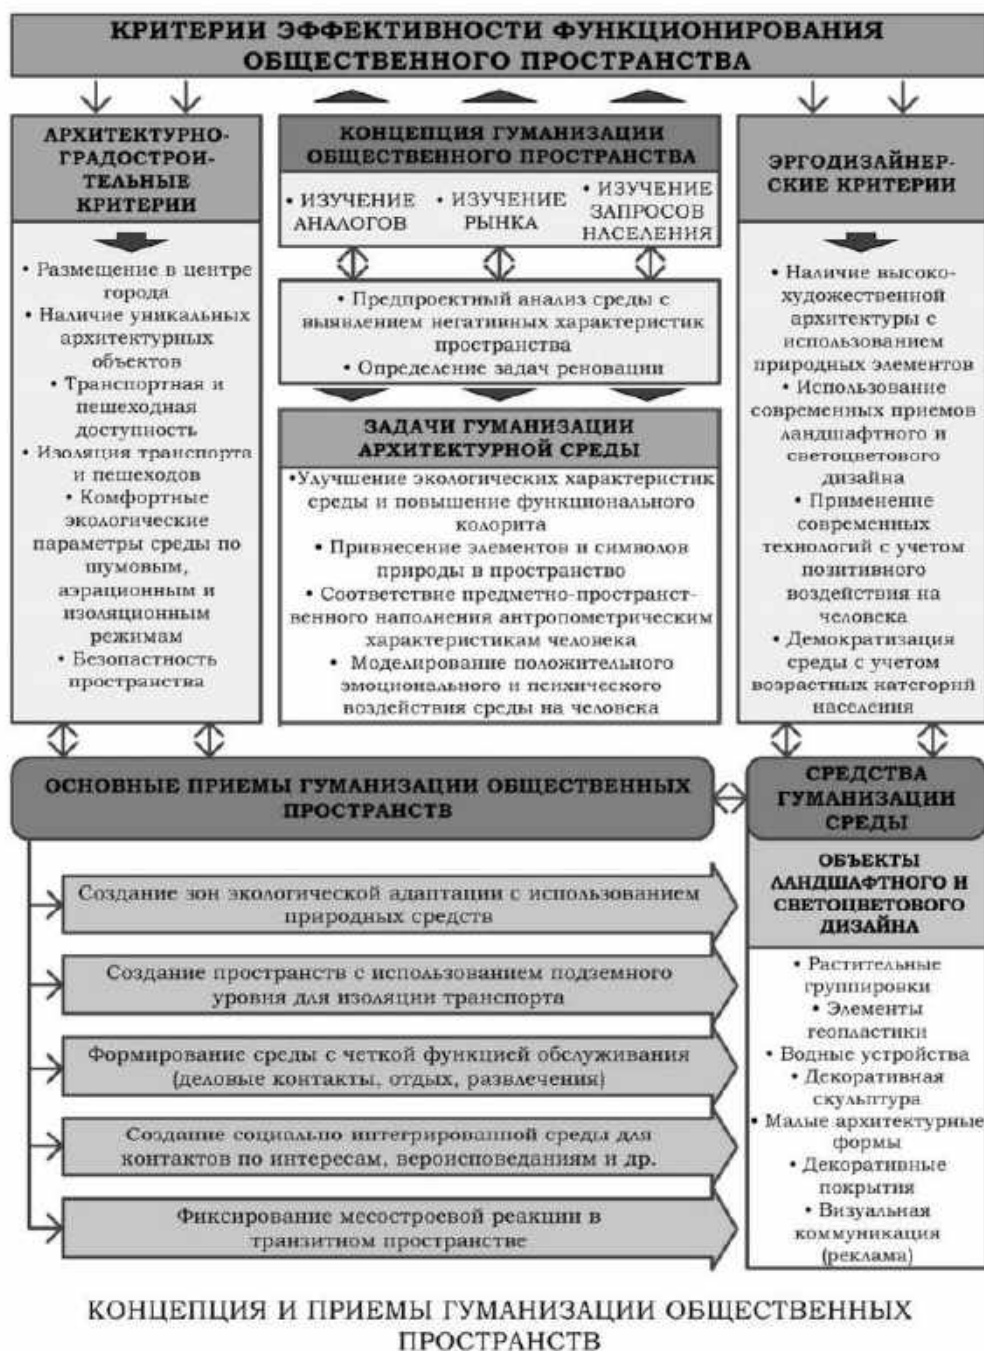 КРИТЕРИИ ЭФФЕКТИВНОСТИ ФУНКЦИОНИРОВАНИЯ
ОБЩЕСТВЕННОГО ПРОСТРАНСТВА
АРХИТЕКТУРНО-
ГРАДОСТРОИ-
ТЕЛЬНЫЕ
КРИТЕРИИ
• Размещение в центре
города
• Наличие уникальных
архитектурных
объектов
• Транспортная и
пешеходная
доступность
• Изоляция транспорта
и пешеходов
• Комфортные
экологические
параметры среды по
шумовым,
аэрационным и
изоляционным
режимам
• Безопастность
пространства
КОНЦЕПЦИЯ ГУМАНИЗАЦИИ
ОБЩЕСТВЕННОГО ПРОСТРАНСТВА
• ИЗУЧЕНИЕ
АНАЛОГОВ
• ИЗУЧЕНИЕ
РЫНКА
• ИЗУЧЕНИЕ
ЗАПРОСОВ
НАСЕЛЕНИЯ
• Предпроектный анализ среды с
выявлением негативных характеристик
пространства
• Определение задач реновации
ЗАДАЧИ ГУМАНИЗАЦИИ
АРХИТЕКТУРНОЙ СРЕДЫ
•Улучшение экологических характеристик
среды и повышение функционального
колорита
• Привнесение элементов и символов
природы в пространство
• Соответствие предметно-пространст-
венного наполнения антропометрическим
характеристикам человека
• Моделирование положительного
эмоционального и психического
воздействия среды на человека
ЭРГОДИЗАЙНЕР-
СКИЕ КРИТЕРИИ
• Наличие высоко-
художественной
архитектуры с
использованием
природных элементов
• Использование
современных приемов
ландшафтного и
светоцветового
дизайна
• Применение
современных
технологий с учетом
позитивного
воздействия на
человека
• Демократизация
среды с учетом
возрастных категорий
населения
ОСНОВНЫЕ ПРИЕМЫ ГУМАНИЗАЦИИ ОБЩЕСТВЕННЫХ
ПРОСТРАНСТВ
Создание зон экологической адаптации с использованием
природных средств
Создание пространств с использованием подземного
уровня для изоляции транспорта
Формирование среды с четкой функцией обслуживания
(деловые контакты, отдых, развлечения)
Создание социально интегрированной среды для
контактов по интересам, вероисповеданиям и др.
Фиксирование месостроевой реакции в
транзитном пространстве
СРЕДСТВА
ГУМАНИЗАЦИИ
СРЕДЫ
ОБЪЕКТЫ
ЛАНДШАФТНОГО И
СВЕТОЦВЕТОВОГО
ДИЗАЙНА
• Растительные
группировки
• Элементы
геопластики
• Водные устройства
• Декоративная
скульптура
• Малые архитектурные
формы
• Декоративные
покрытия
• Визуальная
коммуникация
(реклама)
КОНЦЕПЦИЯ И ПРИЕМЫ ГУМАНИЗАЦИИ ОБЩЕСТВЕННЫХ
ПРОСТРАНСТВ